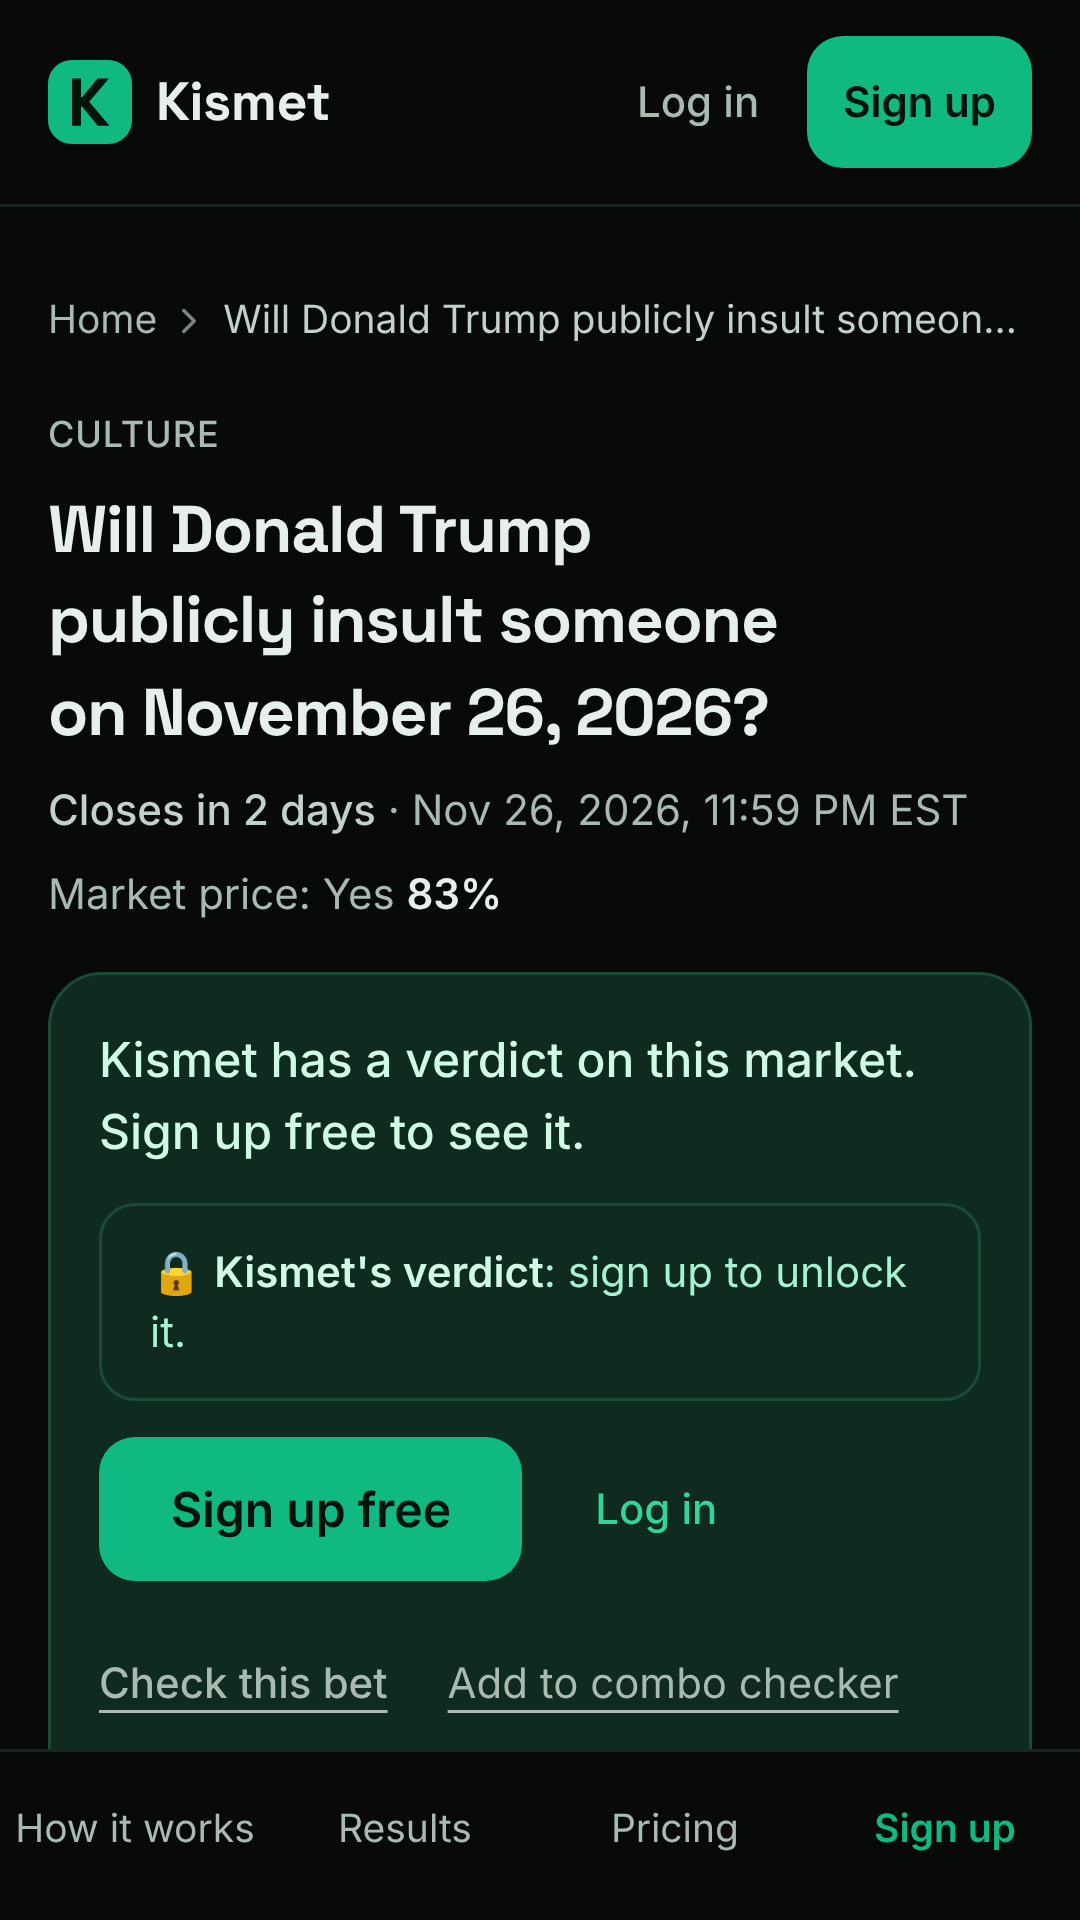 K Kismet Log in Sign up
Home > Will Donald Trump publicly insult someon...
CULTURE
Will Donald Trump
publicly insult someone
on November 26, 2026?
Closes in 2 days · Nov 26, 2026, 11:59 PM EST
Market price: Yes 83%
Kismet has a verdict on this market.
Sign up free to see it.
🔒 Kismet's verdict: sign up to unlock
it.
Sign up free Log in
Check this bet Add to combo checker
How it works Results Pricing Sign up